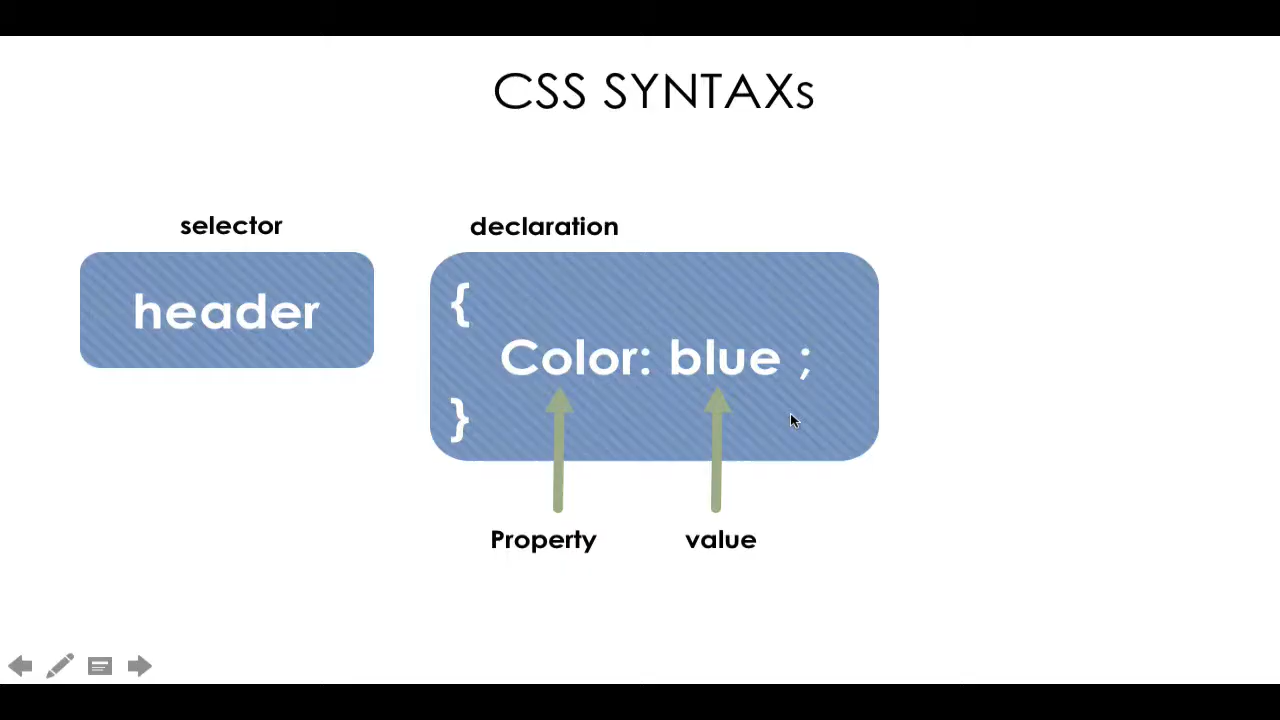 CSS SYNTAXs
selector
declaration
header
{
Color: blue ;
}
Property
value